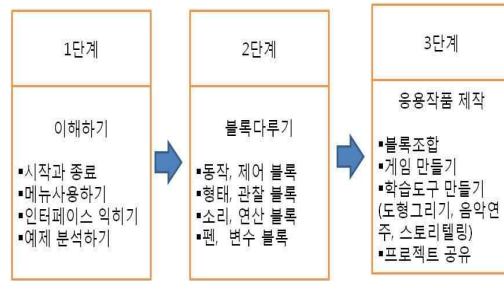 1단계
이해하기
▪시작과 종료
▪메뉴사용하기
▪인터페이스 익히기
▪예제 분석하기
2단계
블록다루기
▪동작, 제어 블록
▪형태, 관찰 블록
▪소리, 연산 블록
▪펜, 변수 블록
3단계
응용작품 제작
▪블록조합
▪게임 만들기
▪학습도구 만들기
(도형그리기, 음악연
주, 스토리텔링)
▪프로젝트 공유